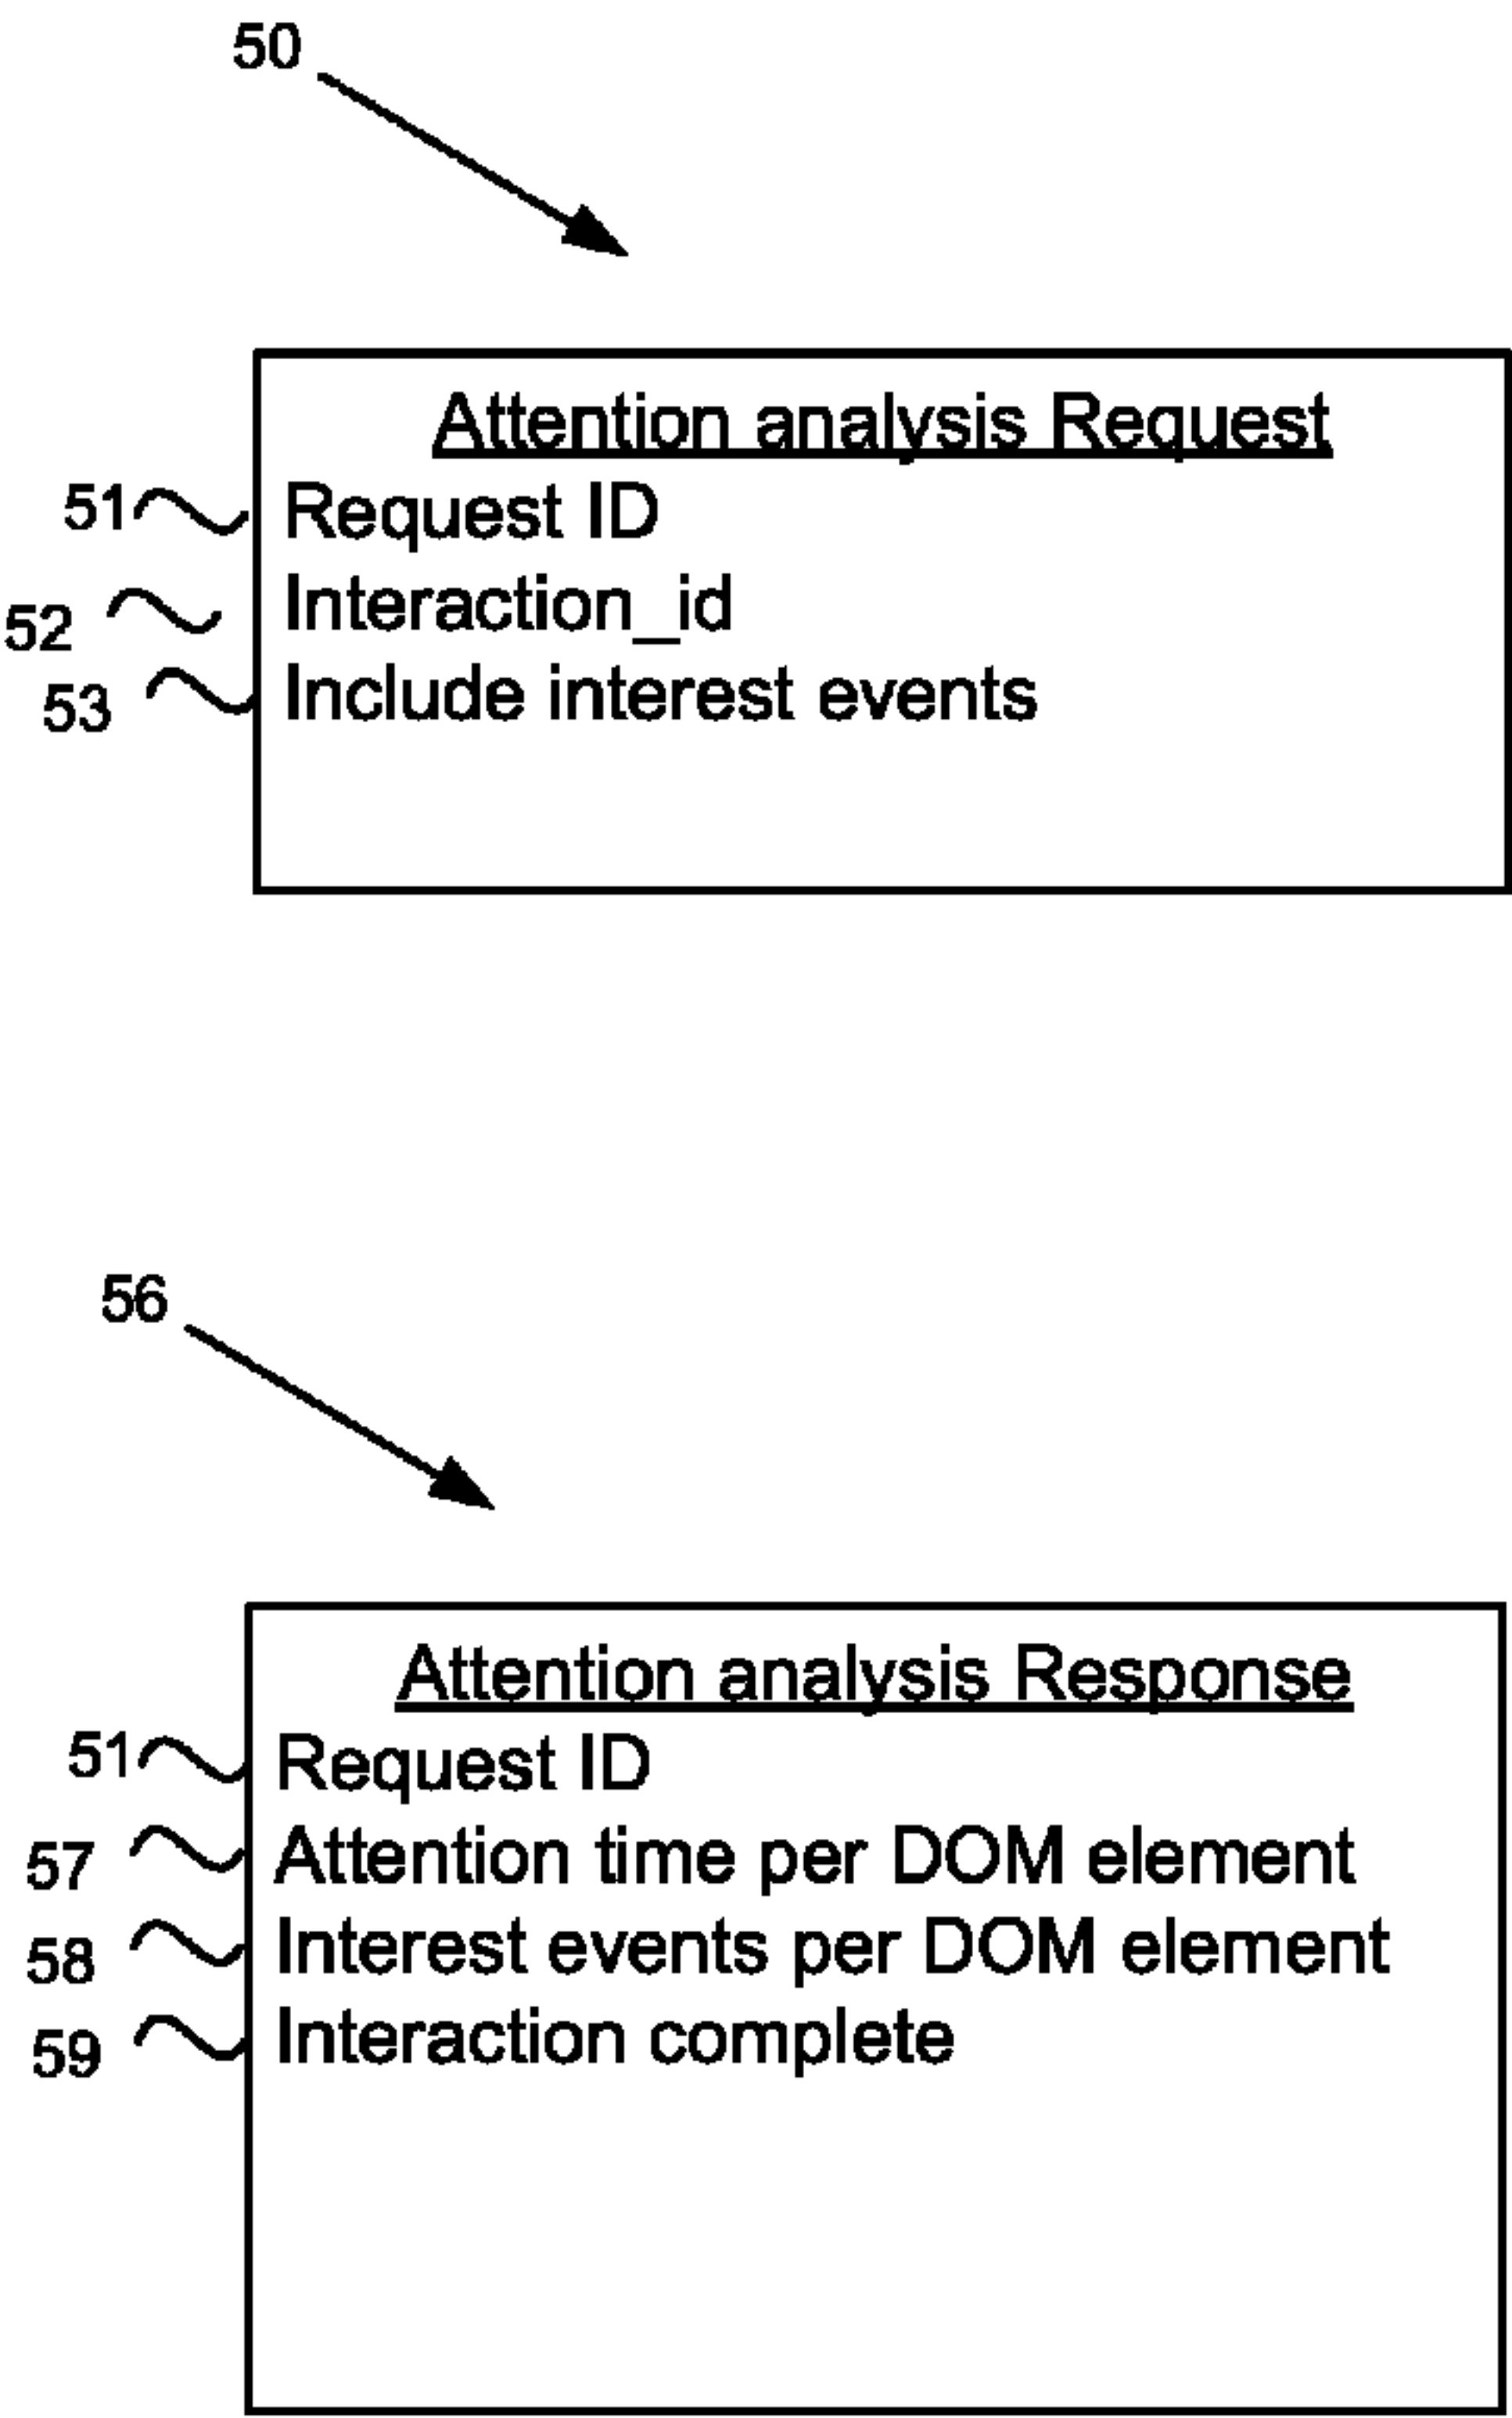 50
Attention analysis Request
51 Request ID
52 Interaction_id
53 Include interest events
56
Attention analysis Response
51 Request ID
57 Attention time per DOM element
58 Interest events per DOM element
59 Interaction complete